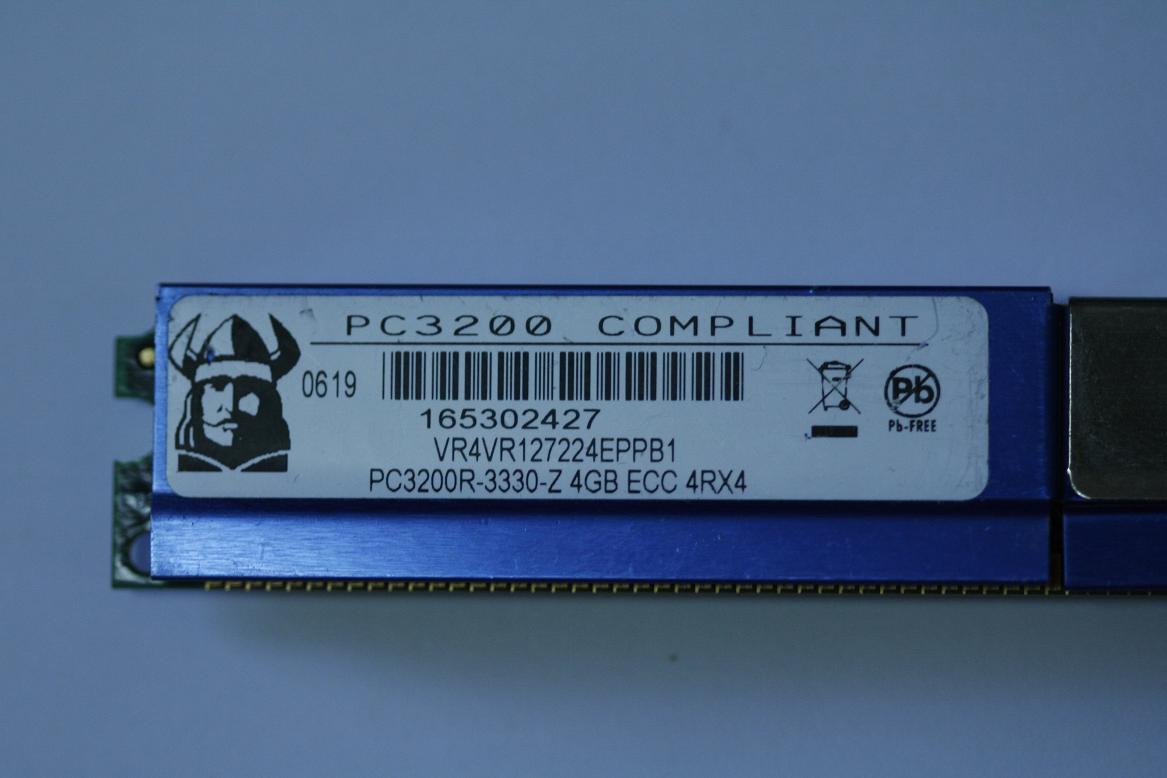 PC3200 COMPLIANT
0619
165302427
VR4VR127224EPPB1
PC3200R-3330-Z 4GB ECC 4RX4
Pb
Pb-FREE